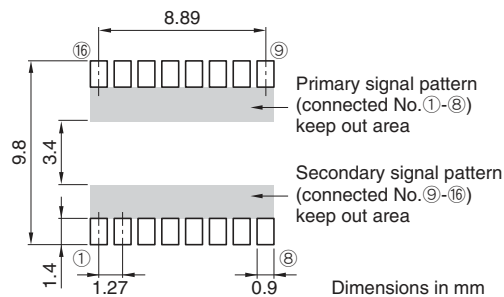 8.89
⑯
⑨
Primary signal pattern
(connected No.①-⑧)
keep out area
9.8
3.4
Secondary signal pattern
(connected No.⑨-⑯)
keep out area
1.4
①
⑧
1.27
0.9
Dimensions in mm